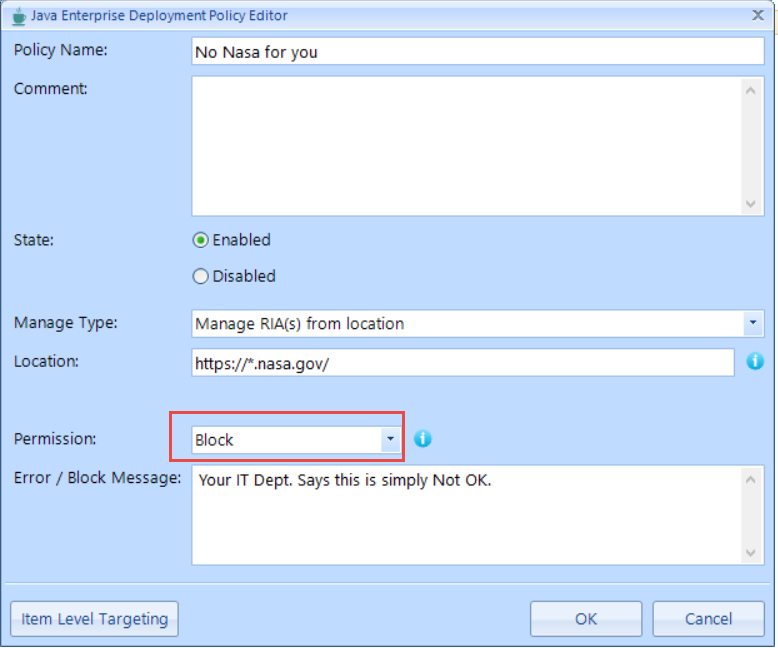 Java Enterprise Deployment Policy Editor
Policy Name: No Nasa for you
Comment:
State: Enabled
Disabled
Manage Type: Manage RIA(s) from location
Location: https://*.nasa.gov/
Permission: Block
Error / Block Message: Your IT Dept. Says this is simply Not OK.
Item Level Targeting OK Cancel